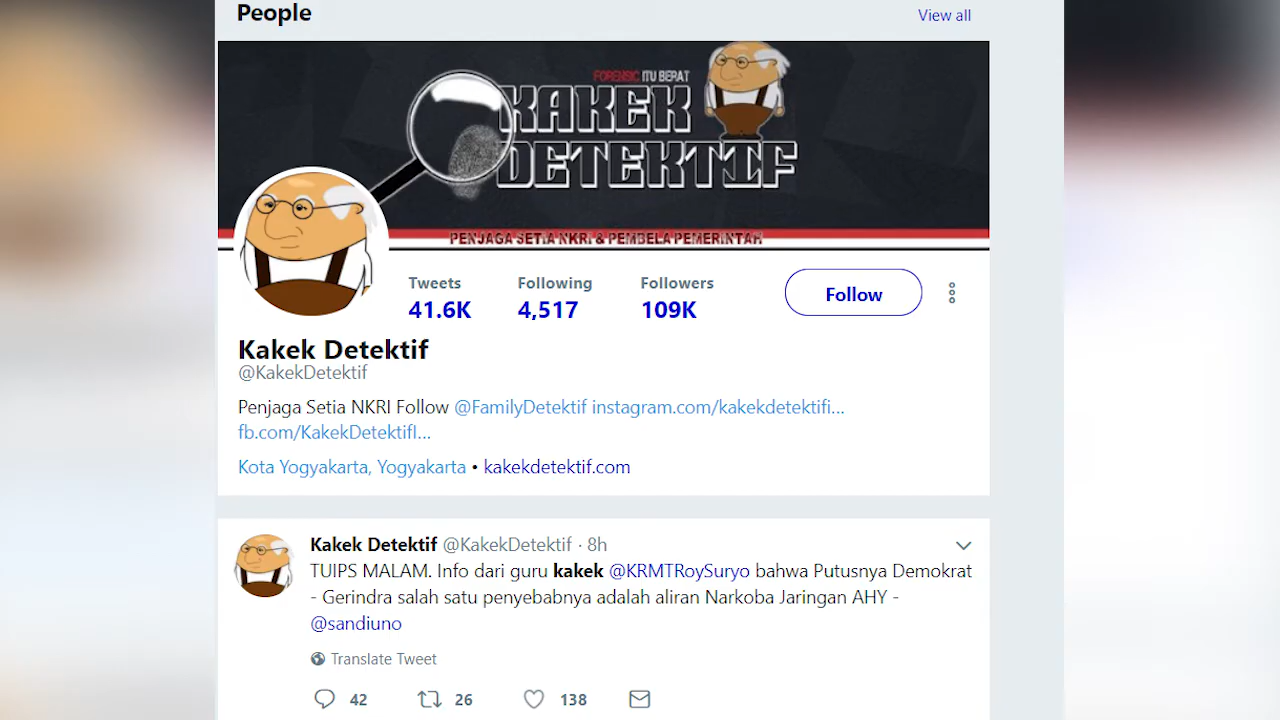 People
View all
FORENSIC ITU BERAT
KAKEK
DETEKTIF
PENJAGA SETIA NKRI & PEMBELA PEMERINTAH
Tweets Following Followers
41.6K 4,517 109K
Follow
Kakek Detektif
@KakekDetektif
Penjaga Setia NKRI Follow @FamilyDetektif instagram.com/kakekdetektifi…
fb.com/KakekDetektifI…
Kota Yogyakarta, Yogyakarta • kakekdetektif.com
Kakek Detektif @KakekDetektif · 8h
TUIPS MALAM. Info dari guru kakek @KRMTRoySuryo bahwa Putusnya Demokrat
- Gerindra salah satu penyebabnya adalah aliran Narkoba Jaringan AHY -
@sandiuno
Translate Tweet
42 26 138